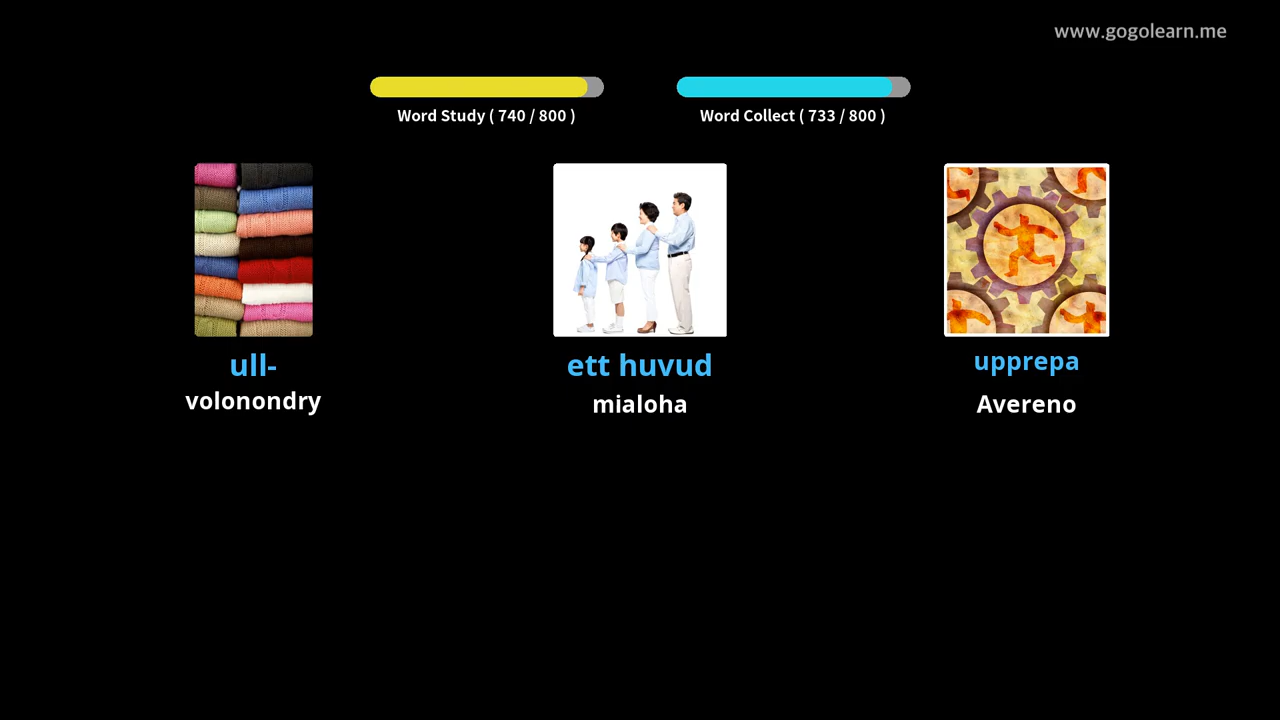 www.gogolearn.me
Word Study ( 740 / 800 )
Word Collect ( 733 / 800 )
ull-
volonondry
ett huvud
mialoha
upprepa
Avereno